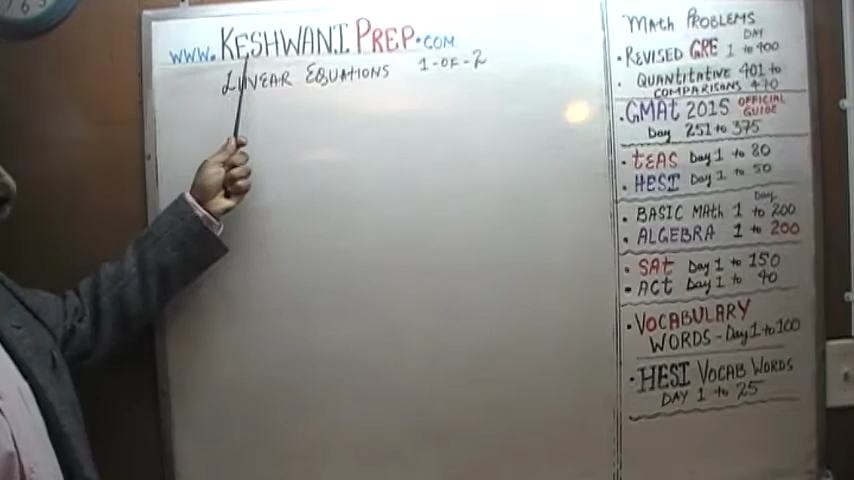 www.KESHWANI PREP.COM
LINEAR EQUATIONS 1-OF-2
MATH PROBLEMS
DAY
• REVISED GRE 1 to 400
• QUANTITATIVE 401 to
COMPARISONS 470
• GMAt 2015 OFFICIAL
GUIDE
Day 251 to 375
• tEAS Day 1 to 80
• HESI Day 1 to 50
Day
• BASIC MAth 1 to 200
• ALGEBRA 1 to 200
• SAt Day 1 to 150
• ACt Day 1 to 40
• VOCABULARY
WORDS - Day 1 to 100
• HESI VOCAB WORDS
DAY 1 to 25